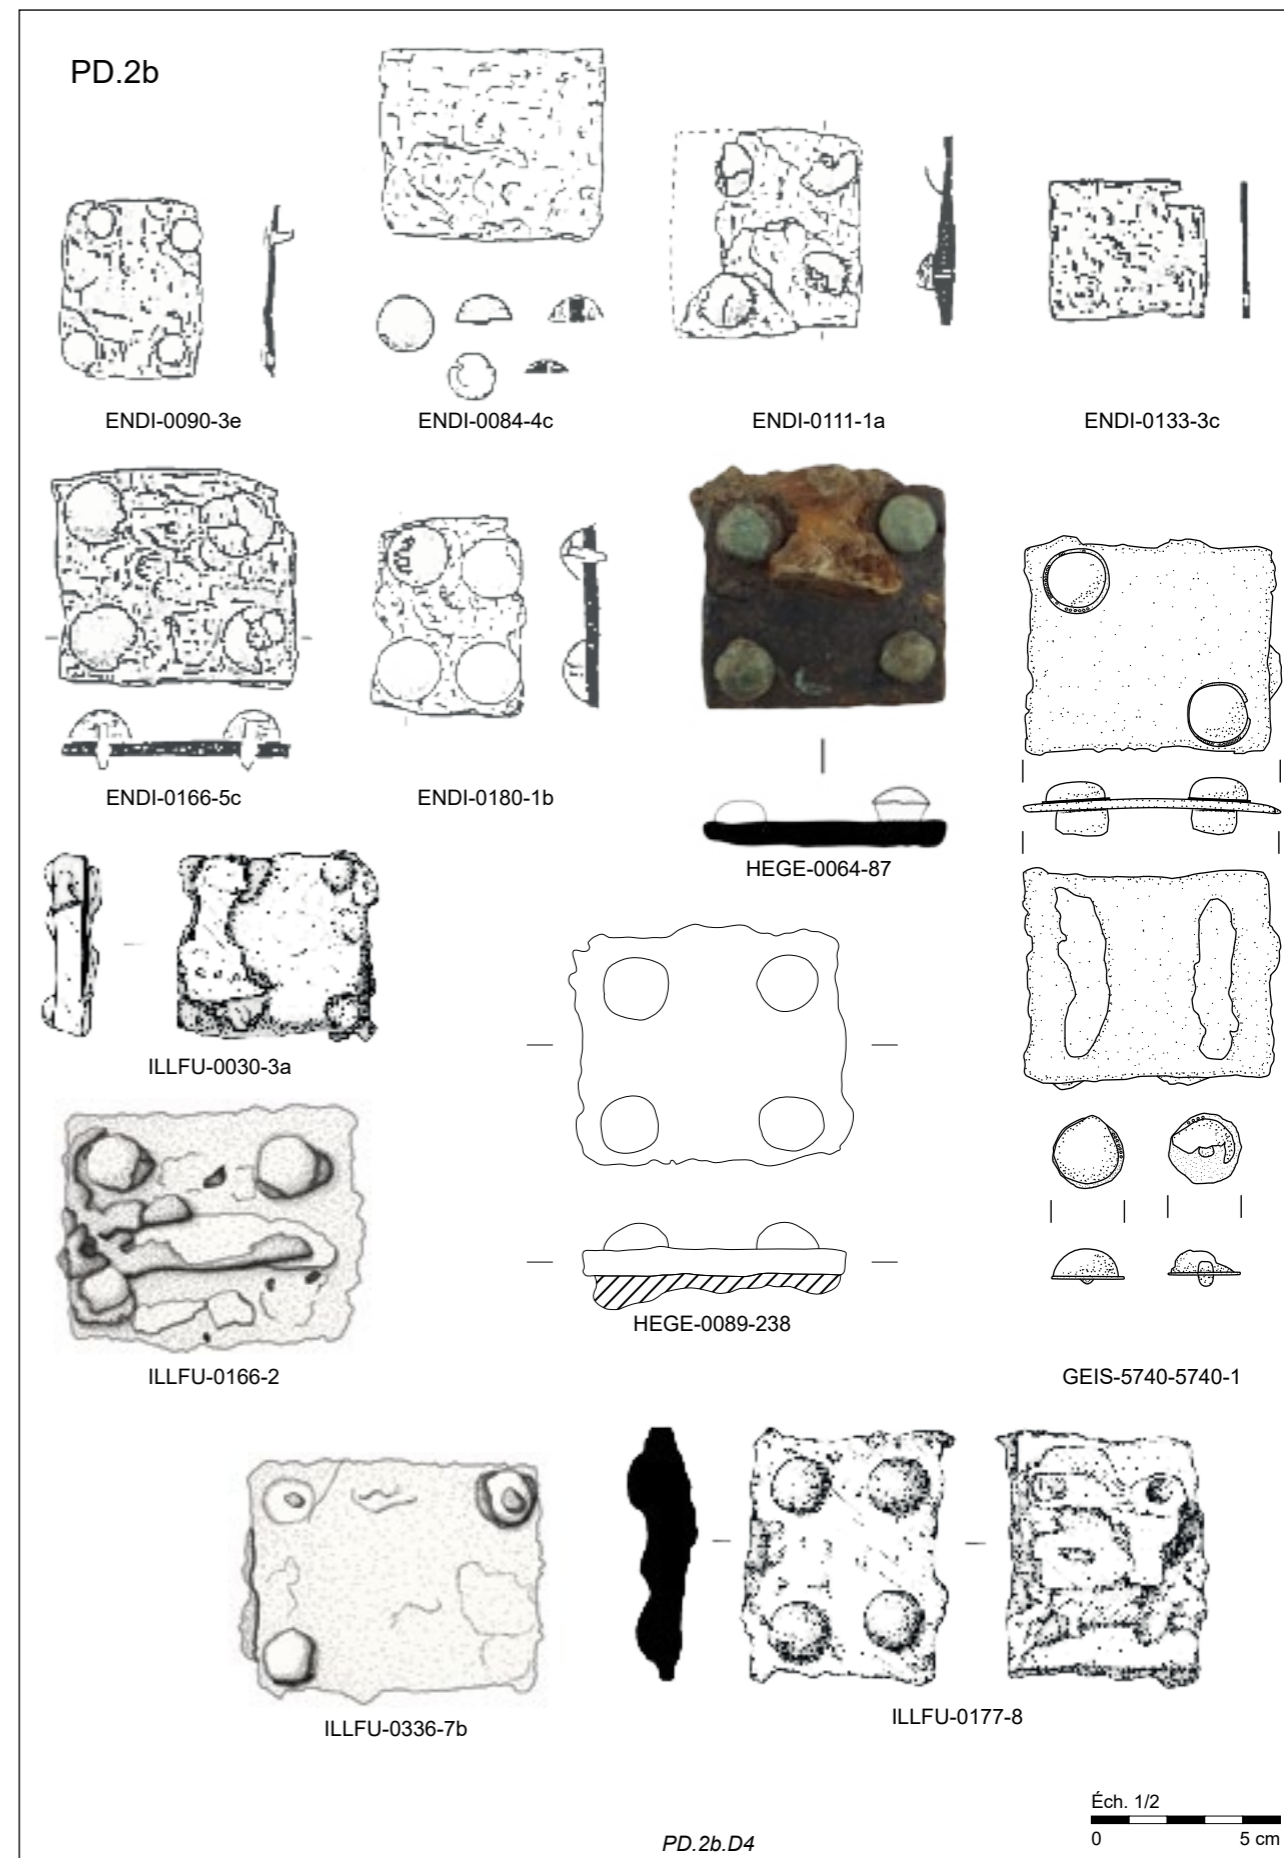 PD.2b
ENDI-0090-3e
ENDI-0084-4c
ENDI-0111-1a
ENDI-0133-3c
ENDI-0166-5c
ENDI-0180-1b
HEGE-0064-87
ILLFU-0030-3a
HEGE-0089-238
ILLFU-0166-2
GEIS-5740-5740-1
ILLFU-0336-7b
ILLFU-0177-8
Éch. 1/2
0 5 cm
PD.2b.D4